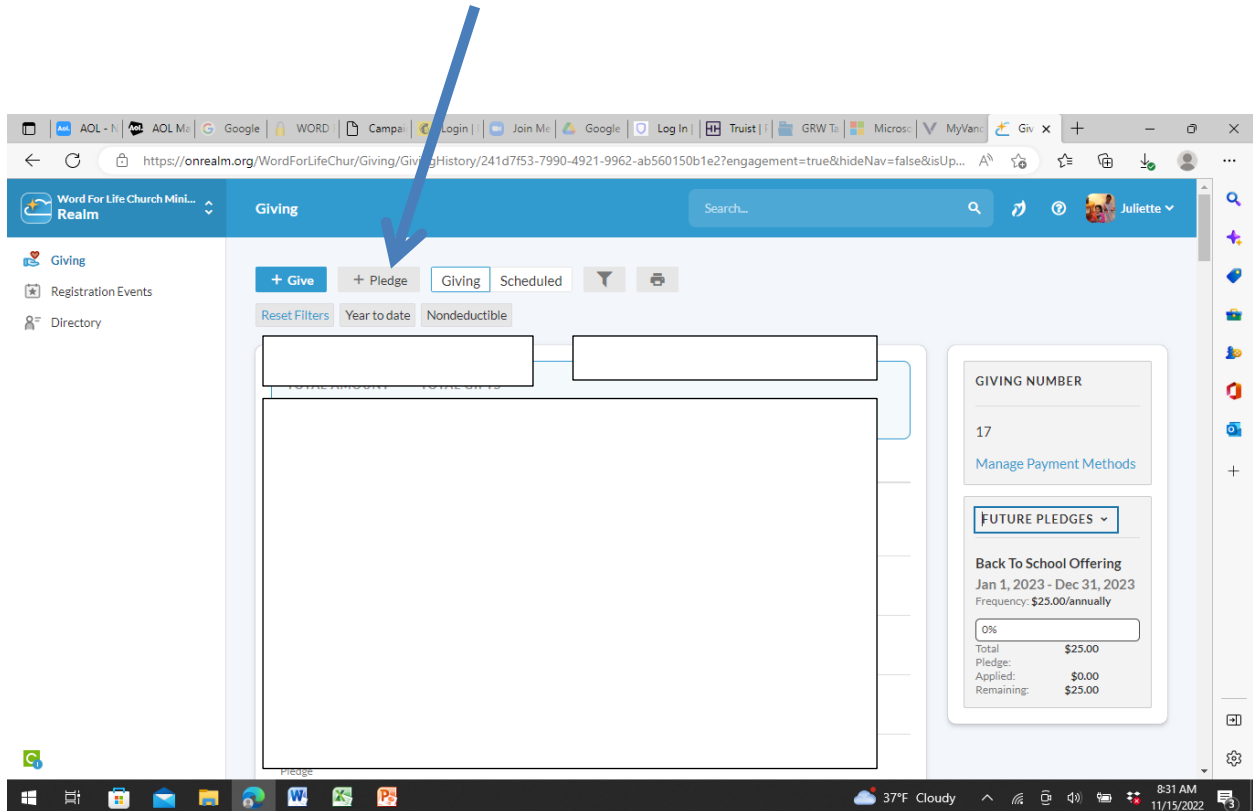 AOL - N AOL Ma Google WORD Campai Login | Join Me Google Log In | Truist | GRW Ta Microsc MyVanc Giv
https://onrealm.org/WordForLifeChur/Giving/GivingHistory/241d7f53-7990-4921-9962-ab560150b1e2?engagement=true&hideNav=false&isUp...
Word For Life Church Mini...
Realm
Giving
Search...
Juliette
Giving
Registration Events
Directory
+ Give + Pledge Giving Scheduled
Reset Filters Year to date Nondeductible
TOTAL AMOUNT TOTAL GIFTS
Pledge
GIVING NUMBER
17
Manage Payment Methods
FUTURE PLEDGES
Back To School Offering
Jan 1, 2023 - Dec 31, 2023
Frequency: $25.00/annually
0%
Total $25.00
Pledge:
Applied: $0.00
Remaining: $25.00
37°F Cloudy
8:31 AM
11/15/2022